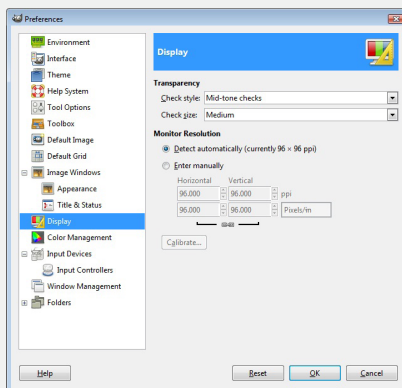 Preferences
Environment
Interface
Theme
Help System
Tool Options
Toolbox
Default Image
Default Grid
Image Windows
Appearance
Title & Status
Display
Color Management
Input Devices
Input Controllers
Window Management
Folders
Display
Transparency
Check style: Mid-tone checks
Check size: Medium
Monitor Resolution
Detect automatically (currently 96 × 96 ppi)
Enter manually
Horizontal Vertical
96.000 96.000 ppi
96.000 96.000 Pixels/m
Calibrate...
Help Reset OK Cancel